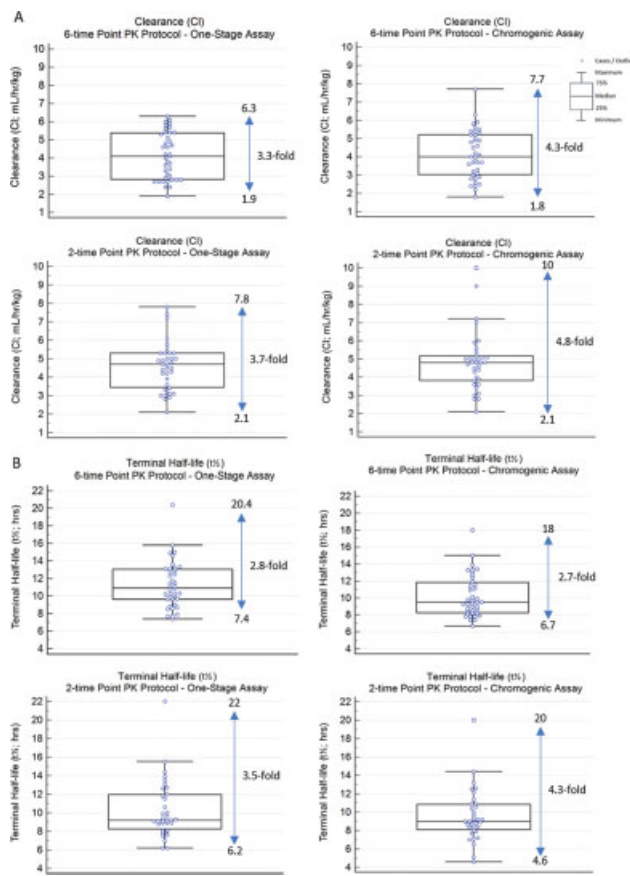 A
Clearance (Cl)
6-time Point PK Protocol - One-Stage Assay
Clearance (Cl; mL/hr/kg)
10
9
8
7
6
5
4
3
2
1
6.3
3.3-fold
1.9
Clearance (Cl)
6-time Point PK Protocol - Chromogenic Assay
Clearance (Cl; mL/hr/kg)
10
9
8
7
6
5
4
3
2
1
7.7
4.3-fold
1.8
Maximum
75%
Median
25%
Minimum
Clearance (Cl)
2-time Point PK Protocol - One-Stage Assay
Clearance (Cl; mL/hr/kg)
10
9
8
7
6
5
4
3
2
1
7.8
3.7-fold
2.1
Clearance (Cl)
2-time Point PK Protocol - Chromogenic Assay
Clearance (Cl; mL/hr/kg)
10
9
8
7
6
5
4
3
2
1
10
4.8-fold
2.1
B
Terminal Half-life (t½)
6-time Point PK Protocol - One-Stage Assay
Terminal Half-life (t½; hrs)
22
20
18
16
14
12
10
8
6
4
20.4
2.8-fold
7.4
Terminal Half-life (t½)
6-time Point PK Protocol - Chromogenic Assay
Terminal Half-life (t½; hrs)
22
20
18
16
14
12
10
8
6
4
18
2.7-fold
6.7
Terminal Half-life (t½)
2-time Point PK Protocol - One-Stage Assay
Terminal Half-life (t½; hrs)
22
20
18
16
14
12
10
8
6
4
22
3.5-fold
6.2
Terminal Half-life (t½)
2-time Point PK Protocol - Chromogenic Assay
Terminal Half-life (t½; hrs)
22
20
18
16
14
12
10
8
6
4
20
4.3-fold
4.6